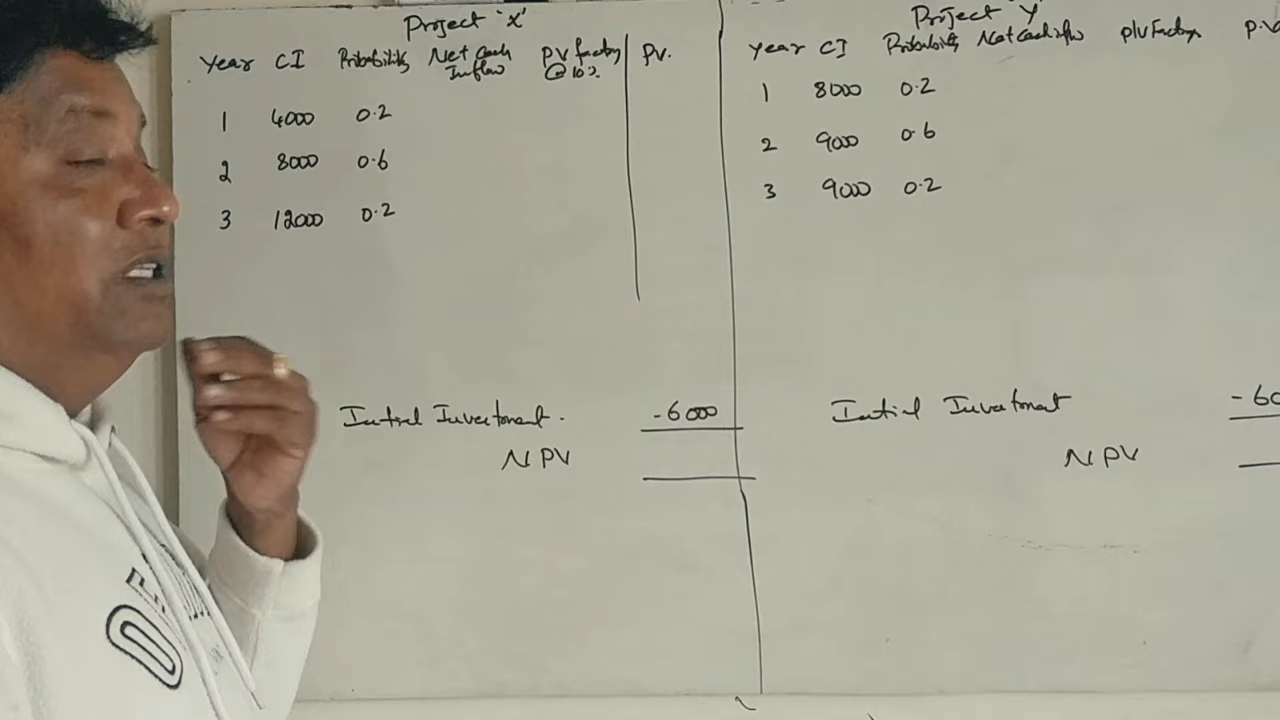 Project 'X'
Year CI Probability Net Cash Inflow PV factor @ 10% PV.
1 4000 0.2
2 8000 0.6
3 12000 0.2
Initial Investment. -6000
NPV
Project 'Y'
Year CI Probability Net Cash inflow P.V
1 8000 0.2
2 9000 0.6
3 9000 0.2
Initial Investment -60
NPV